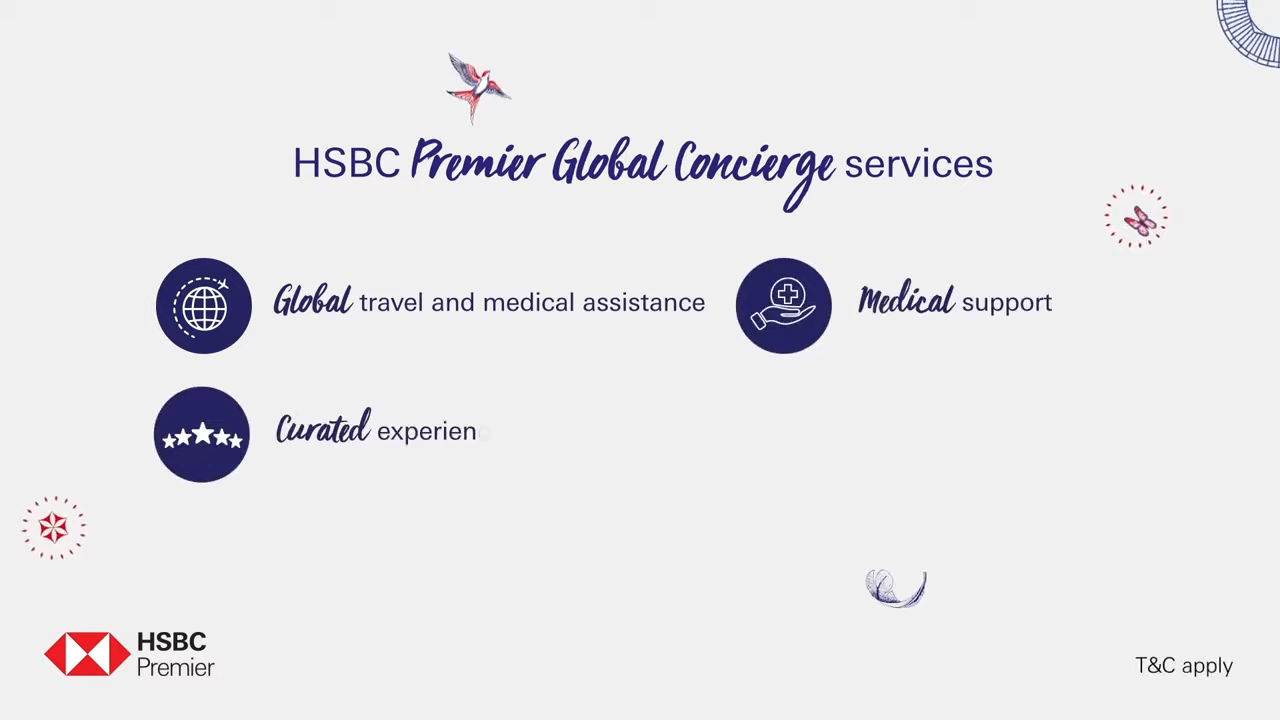 HSBC Premier Global Concierge services
Global travel and medical assistance
Medical support
Curated experien
HSBC
Premier
T&C apply